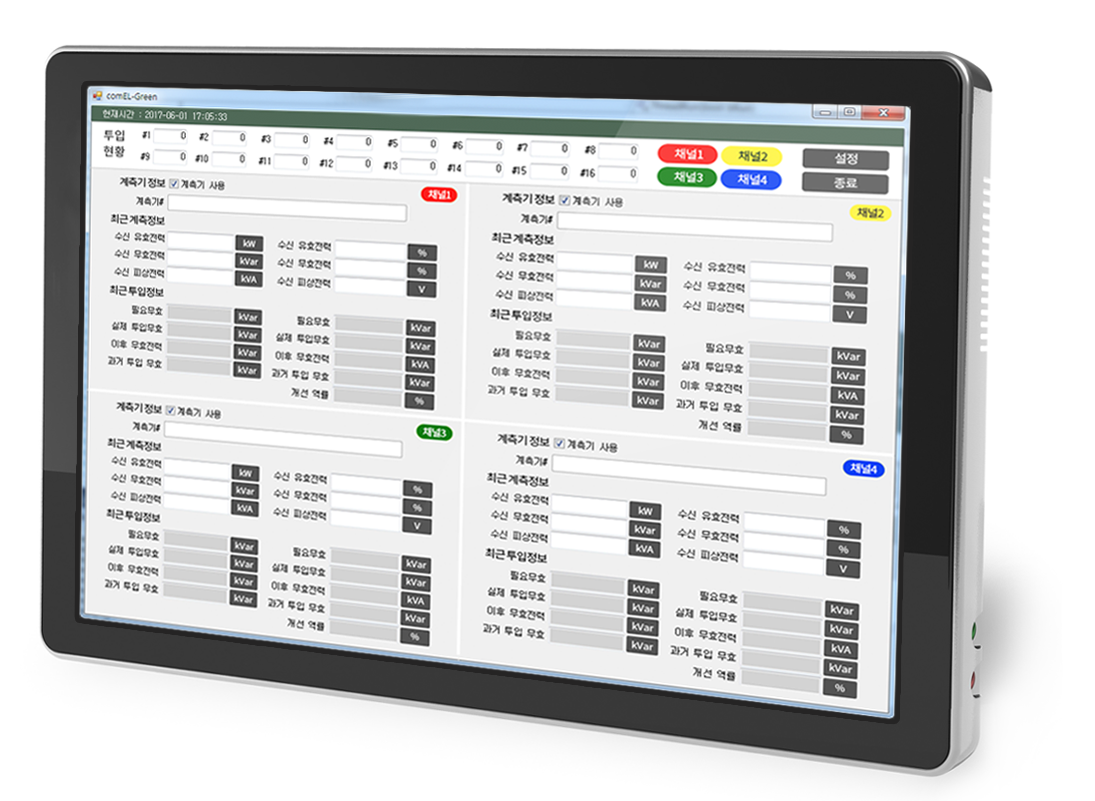 comEL-Green
현재시간 : 2017-06-01 17:05:33
투입 현황
#1 0 #2 0 #3 0 #4 0 #5 0 #6 0 #7 0 #8 0
#9 0 #10 0 #11 0 #12 0 #13 0 #14 0 #15 0 #16 0
채널1 채널2 설정
채널3 채널4 종료
계측기정보 계측기 사용 채널1
계측기#
최근계측정보
수신 유효전력 kW 수신 유효전력 %
수신 무효전력 kVar 수신 무효전력 %
수신 피상전력 kVA 수신 피상전력 V
최근투입정보
필요무효 kVar 필요무효 kVar
실제 투입무효 kVar 실제 투입무효 kVar
이후 무효전력 kVar 이후 무효전력 kVA
과거 투입 무효 kVar 과거 투입 무효 kVar
개선 역률 %
계측기정보 계측기 사용 채널2
계측기#
최근계측정보
수신 유효전력 kW 수신 유효전력 %
수신 무효전력 kVar 수신 무효전력 %
수신 피상전력 kVA 수신 피상전력 V
최근투입정보
필요무효 kVar 필요무효 kVar
실제 투입무효 kVar 실제 투입무효 kVar
이후 무효전력 kVar 이후 무효전력 kVA
과거 투입 무효 kVar 과거 투입 무효 kVar
개선 역률 %
계측기정보 계측기 사용 채널3
계측기#
최근계측정보
수신 유효전력 kW 수신 유효전력 %
수신 무효전력 kVar 수신 무효전력 %
수신 피상전력 kVA 수신 피상전력 V
최근투입정보
필요무효 kVar 필요무효 kVar
실제 투입무효 kVar 실제 투입무효 kVar
이후 무효전력 kVar 이후 무효전력 kVA
과거 투입 무효 kVar 과거 투입 무효 kVar
개선 역률 %
계측기정보 계측기 사용 채널4
계측기#
최근계측정보
수신 유효전력 kW 수신 유효전력 %
수신 무효전력 kVar 수신 무효전력 %
수신 피상전력 kVA 수신 피상전력 V
최근투입정보
필요무효 kVar 필요무효 kVar
실제 투입무효 kVar 실제 투입무효 kVar
이후 무효전력 kVar 이후 무효전력 kVA
과거 투입 무효 kVar 과거 투입 무효 kVar
개선 역률 %